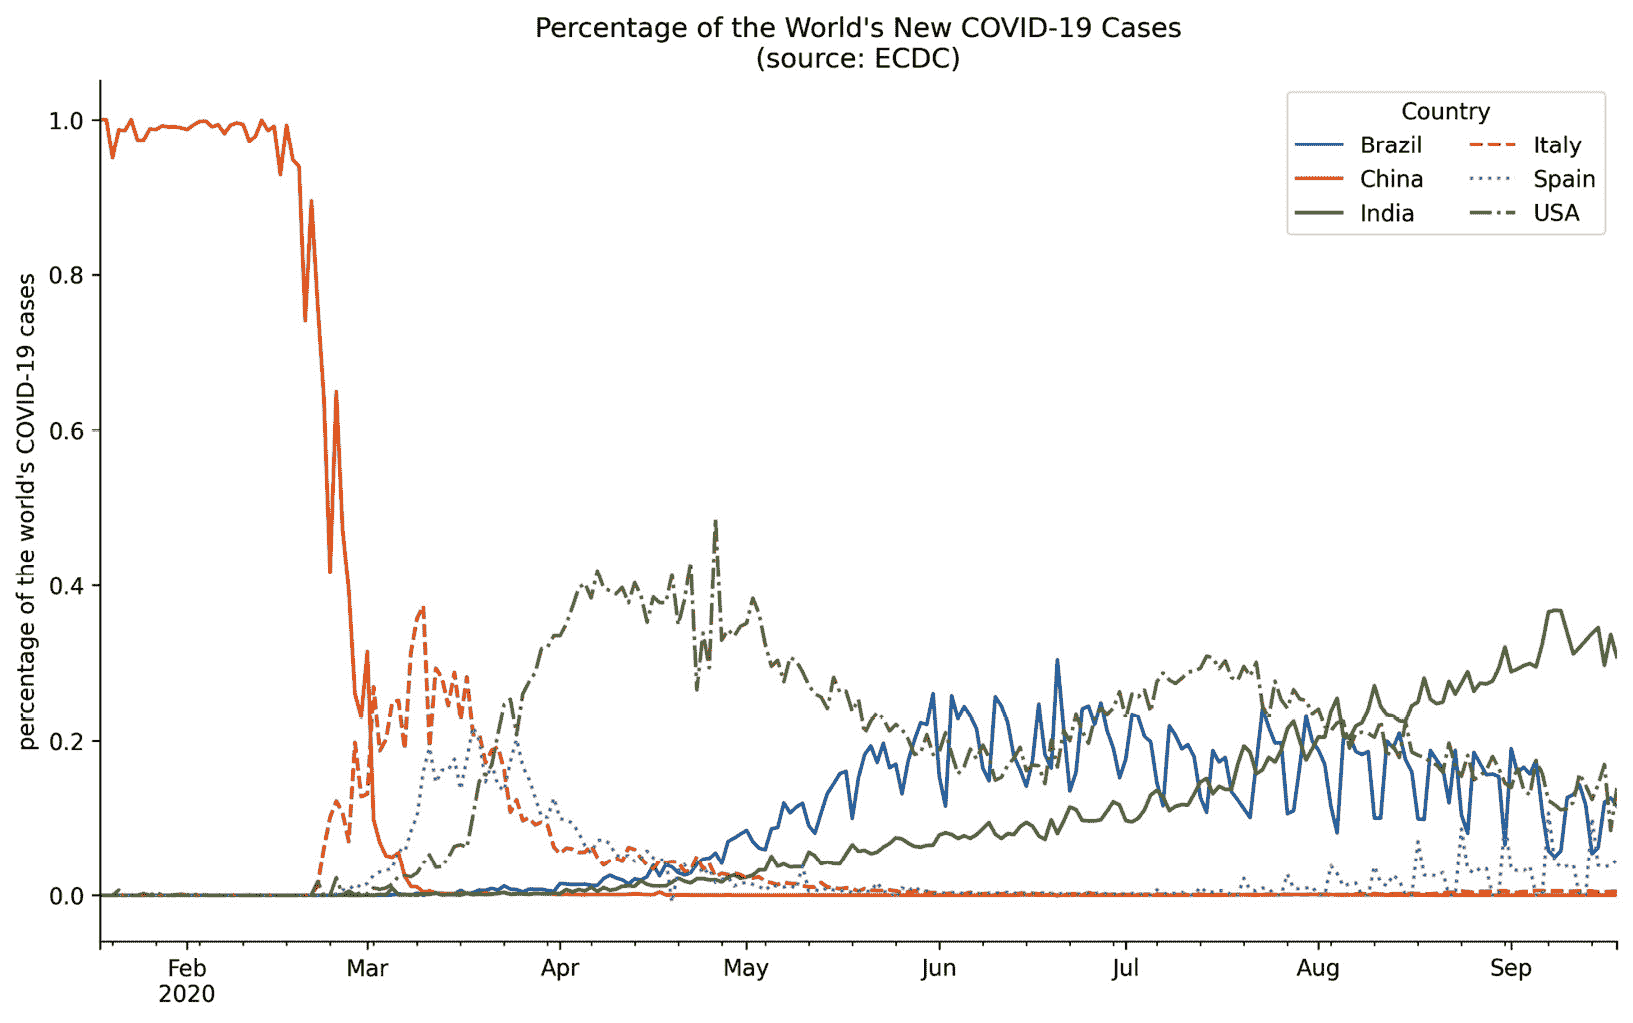 Percentage of the World's New COVID-19 Cases
(source: ECDC)
percentage of the world's COVID-19 cases
1.0
0.8
0.6
0.4
0.2
0.0
Country
Brazil
China
India
Italy
Spain
USA
Feb
2020
Mar
Apr
May
Jun
Jul
Aug
Sep